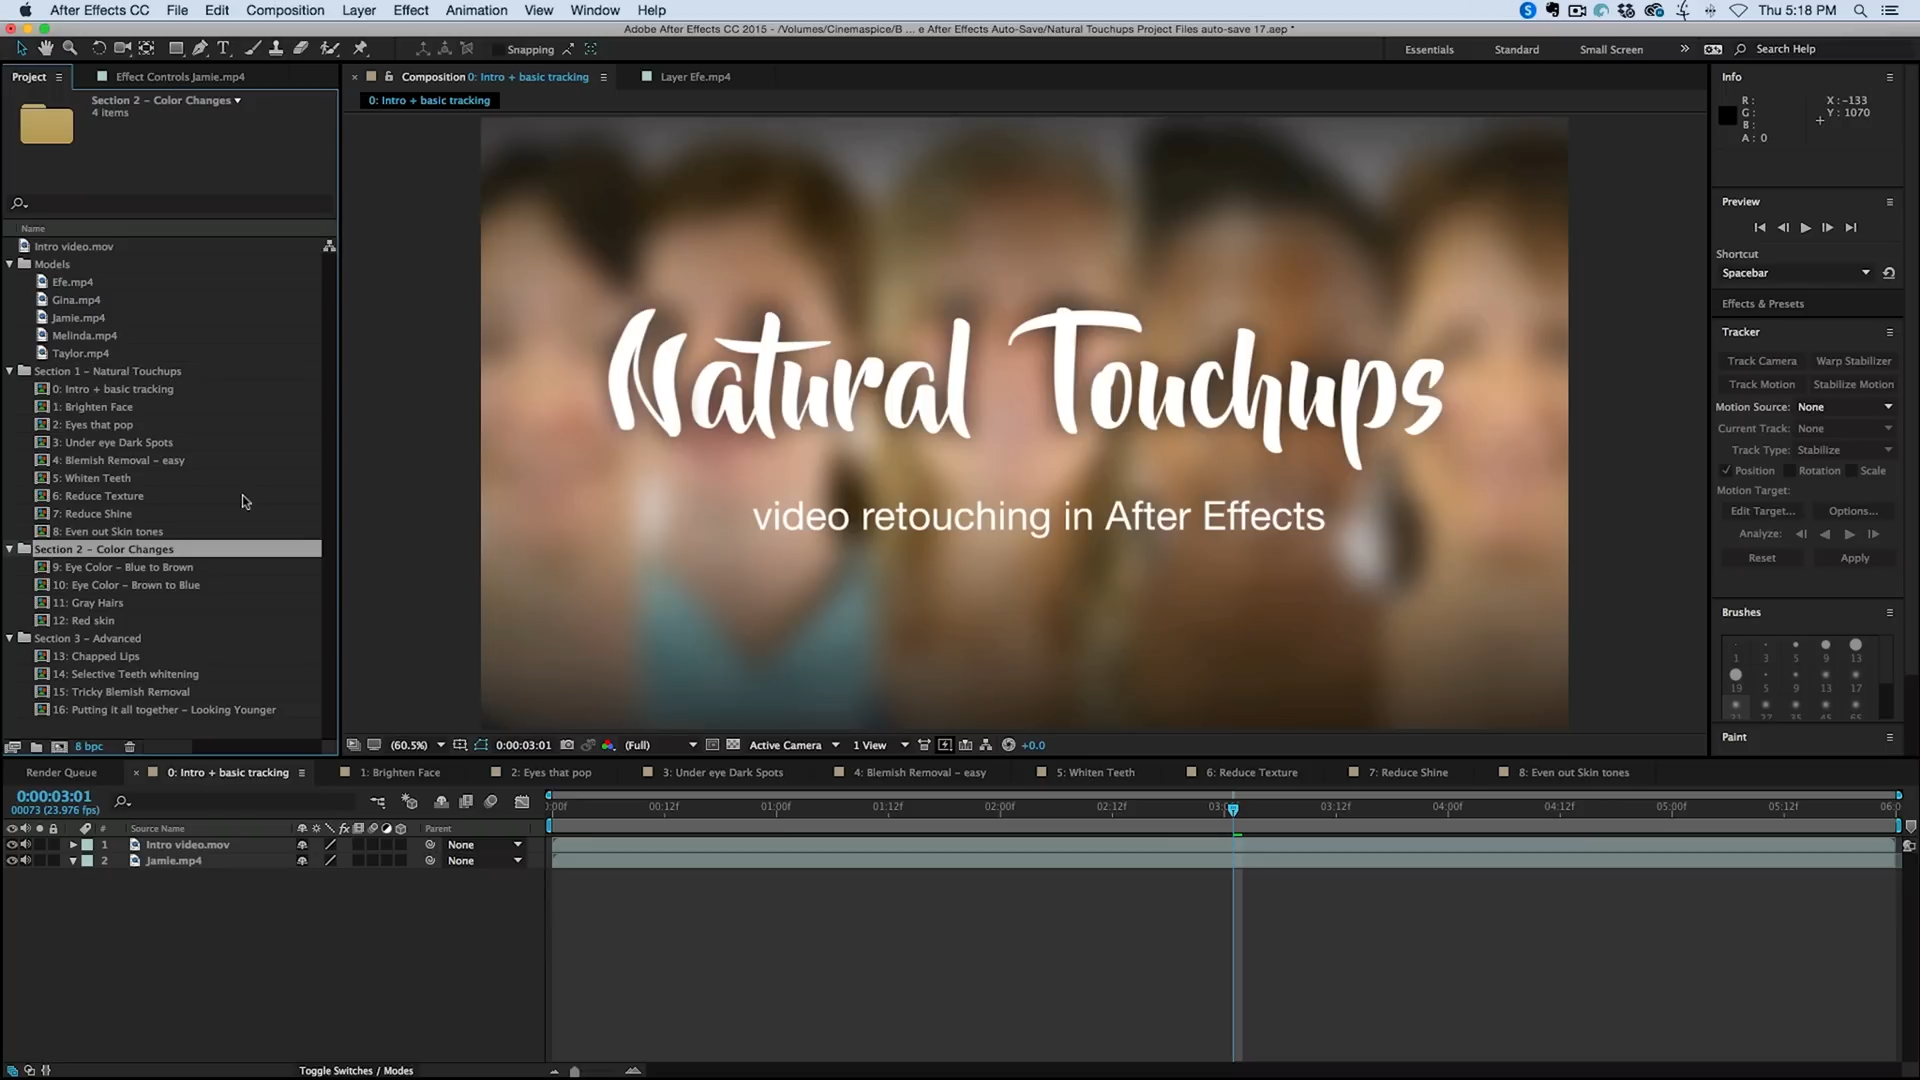 After Effects CC File Edit Composition Layer Effect Animation View Window Help
Thu 5:18 PM
Adobe After Effects CC 2015 - /Volumes/Cinemaspice/B ... e After Effects Auto-Save/Natural Touchups Project Files auto-save 17.aep *
Snapping
Essentials Standard Small Screen Search Help
Project Effect Controls Jamie.mp4
Section 2 - Color Changes
4 items
Name
Intro video.mov
Models
Efe.mp4
Gina.mp4
Jamie.mp4
Melinda.mp4
Taylor.mp4
Section 1 - Natural Touchups
0: Intro + basic tracking
1: Brighten Face
2: Eyes that pop
3: Under eye Dark Spots
4: Blemish Removal - easy
5: Whiten Teeth
6: Reduce Texture
7: Reduce Shine
8: Even out Skin tones
Section 2 - Color Changes
9: Eye Color - Blue to Brown
10: Eye Color - Brown to Blue
11: Gray Hairs
12: Red skin
Section 3 - Advanced
13: Chapped Lips
14: Selective Teeth whitening
15: Tricky Blemish Removal
16: Putting it all together - Looking Younger
8 bpc
Composition 0: Intro + basic tracking Layer Efe.mp4
0: Intro + basic tracking
Natural Touchups
video retouching in After Effects
(60.5%) 0:00:03:01 (Full) Active Camera 1 View +0.0
Info
R :
G :
B :
A : 0
X : -133
Y : 1070
Preview
Shortcut
Spacebar
Effects & Presets
Tracker
Track Camera Warp Stabilizer
Track Motion Stabilize Motion
Motion Source: None
Current Track: None
Track Type: Stabilize
Position Rotation Scale
Motion Target:
Edit Target... Options...
Analyze:
Reset Apply
Brushes
1 3 5 9 13
19 5 9 13 17
Paint
Render Queue 0: Intro + basic tracking 1: Brighten Face 2: Eyes that pop 3: Under eye Dark Spots 4: Blemish Removal - easy 5: Whiten Teeth 6: Reduce Texture 7: Reduce Shine 8: Even out Skin tones
0:00:03:01
00073 (23.976 fps)
00:12f 01:00f 01:12f 02:00f 02:12f 03:12f 04:00f 04:12f 05:00f 05:12f
# Source Name Parent
1 Intro video.mov None
2 Jamie.mp4 None
Toggle Switches / Modes